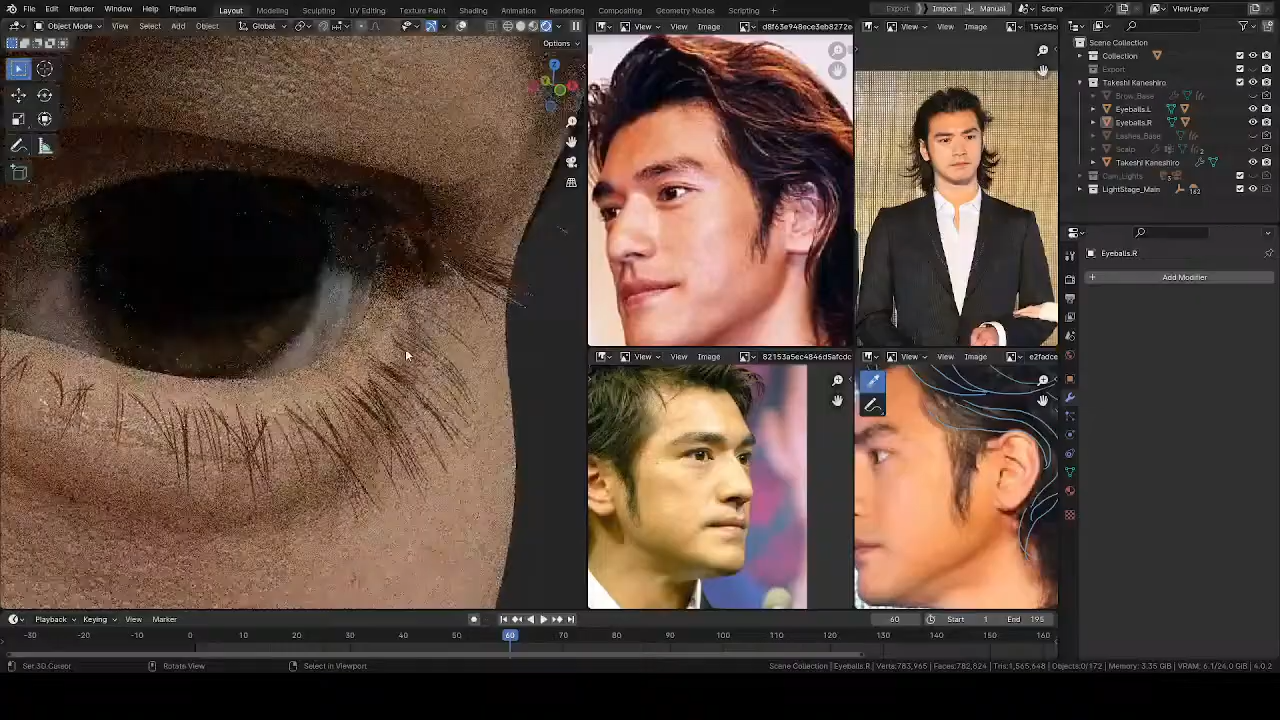 File Edit Render Window Help Pipeline Layout Modeling Sculpting UV Editing Texture Paint Shading Animation Rendering Compositing Geometry Nodes Scripting + Export Import Manual Scene ViewLayer
Object Mode View Select Add Object Global
Options
View View Image d8f63e948ece3eb8272e
View View Image 15c25c
Scene Collection
Collection
Export
Takeshi Kaneshiro
Brow_Base
Eyeballs.L
Eyeballs.R
Lashes_Base
Scalp
Takeshi Kaneshiro
Cam_Lights
LightStage_Main
Eyeballs.R
Add Modifier
View View Image 82153a5ec4846d5afcdc
View View Image e2fadce
Playback Keying View Marker 60 Start 1 End 195
-30 -20 -10 0 10 20 30 40 50 60 70 80 90 100 110 120 130 140 150 160
Set 3D Cursor Rotate View Select in Viewport Scene Collection | Eyeballs.R | Verts:783,965 | Faces:782,824 | Tris:1,565,648 | Objects:0/172 | Memory: 3.35 GiB | VRAM: 6.1/24.0 GiB | 4.0.2